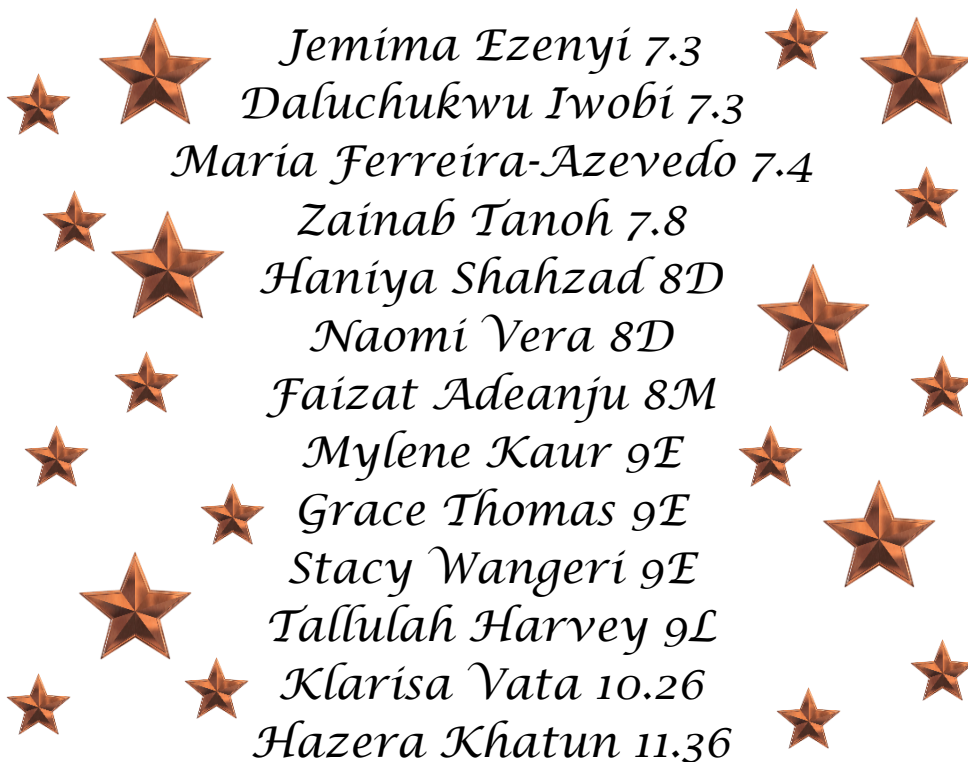 Jemima Ezenyi 7.3
Daluchukwu Iwobi 7.3
Maria Ferreira-Azevedo 7.4
Zainab Tanoh 7.8
Haniya Shahzad 8D
Naomi Vera 8D
Faizat Adeanju 8M
Mylene Kaur 9E
Grace Thomas 9E
Stacy Wangeri 9E
Tallulah Harvey 9L
Klarisa Vata 10.26
Hazera Khatun 11.36